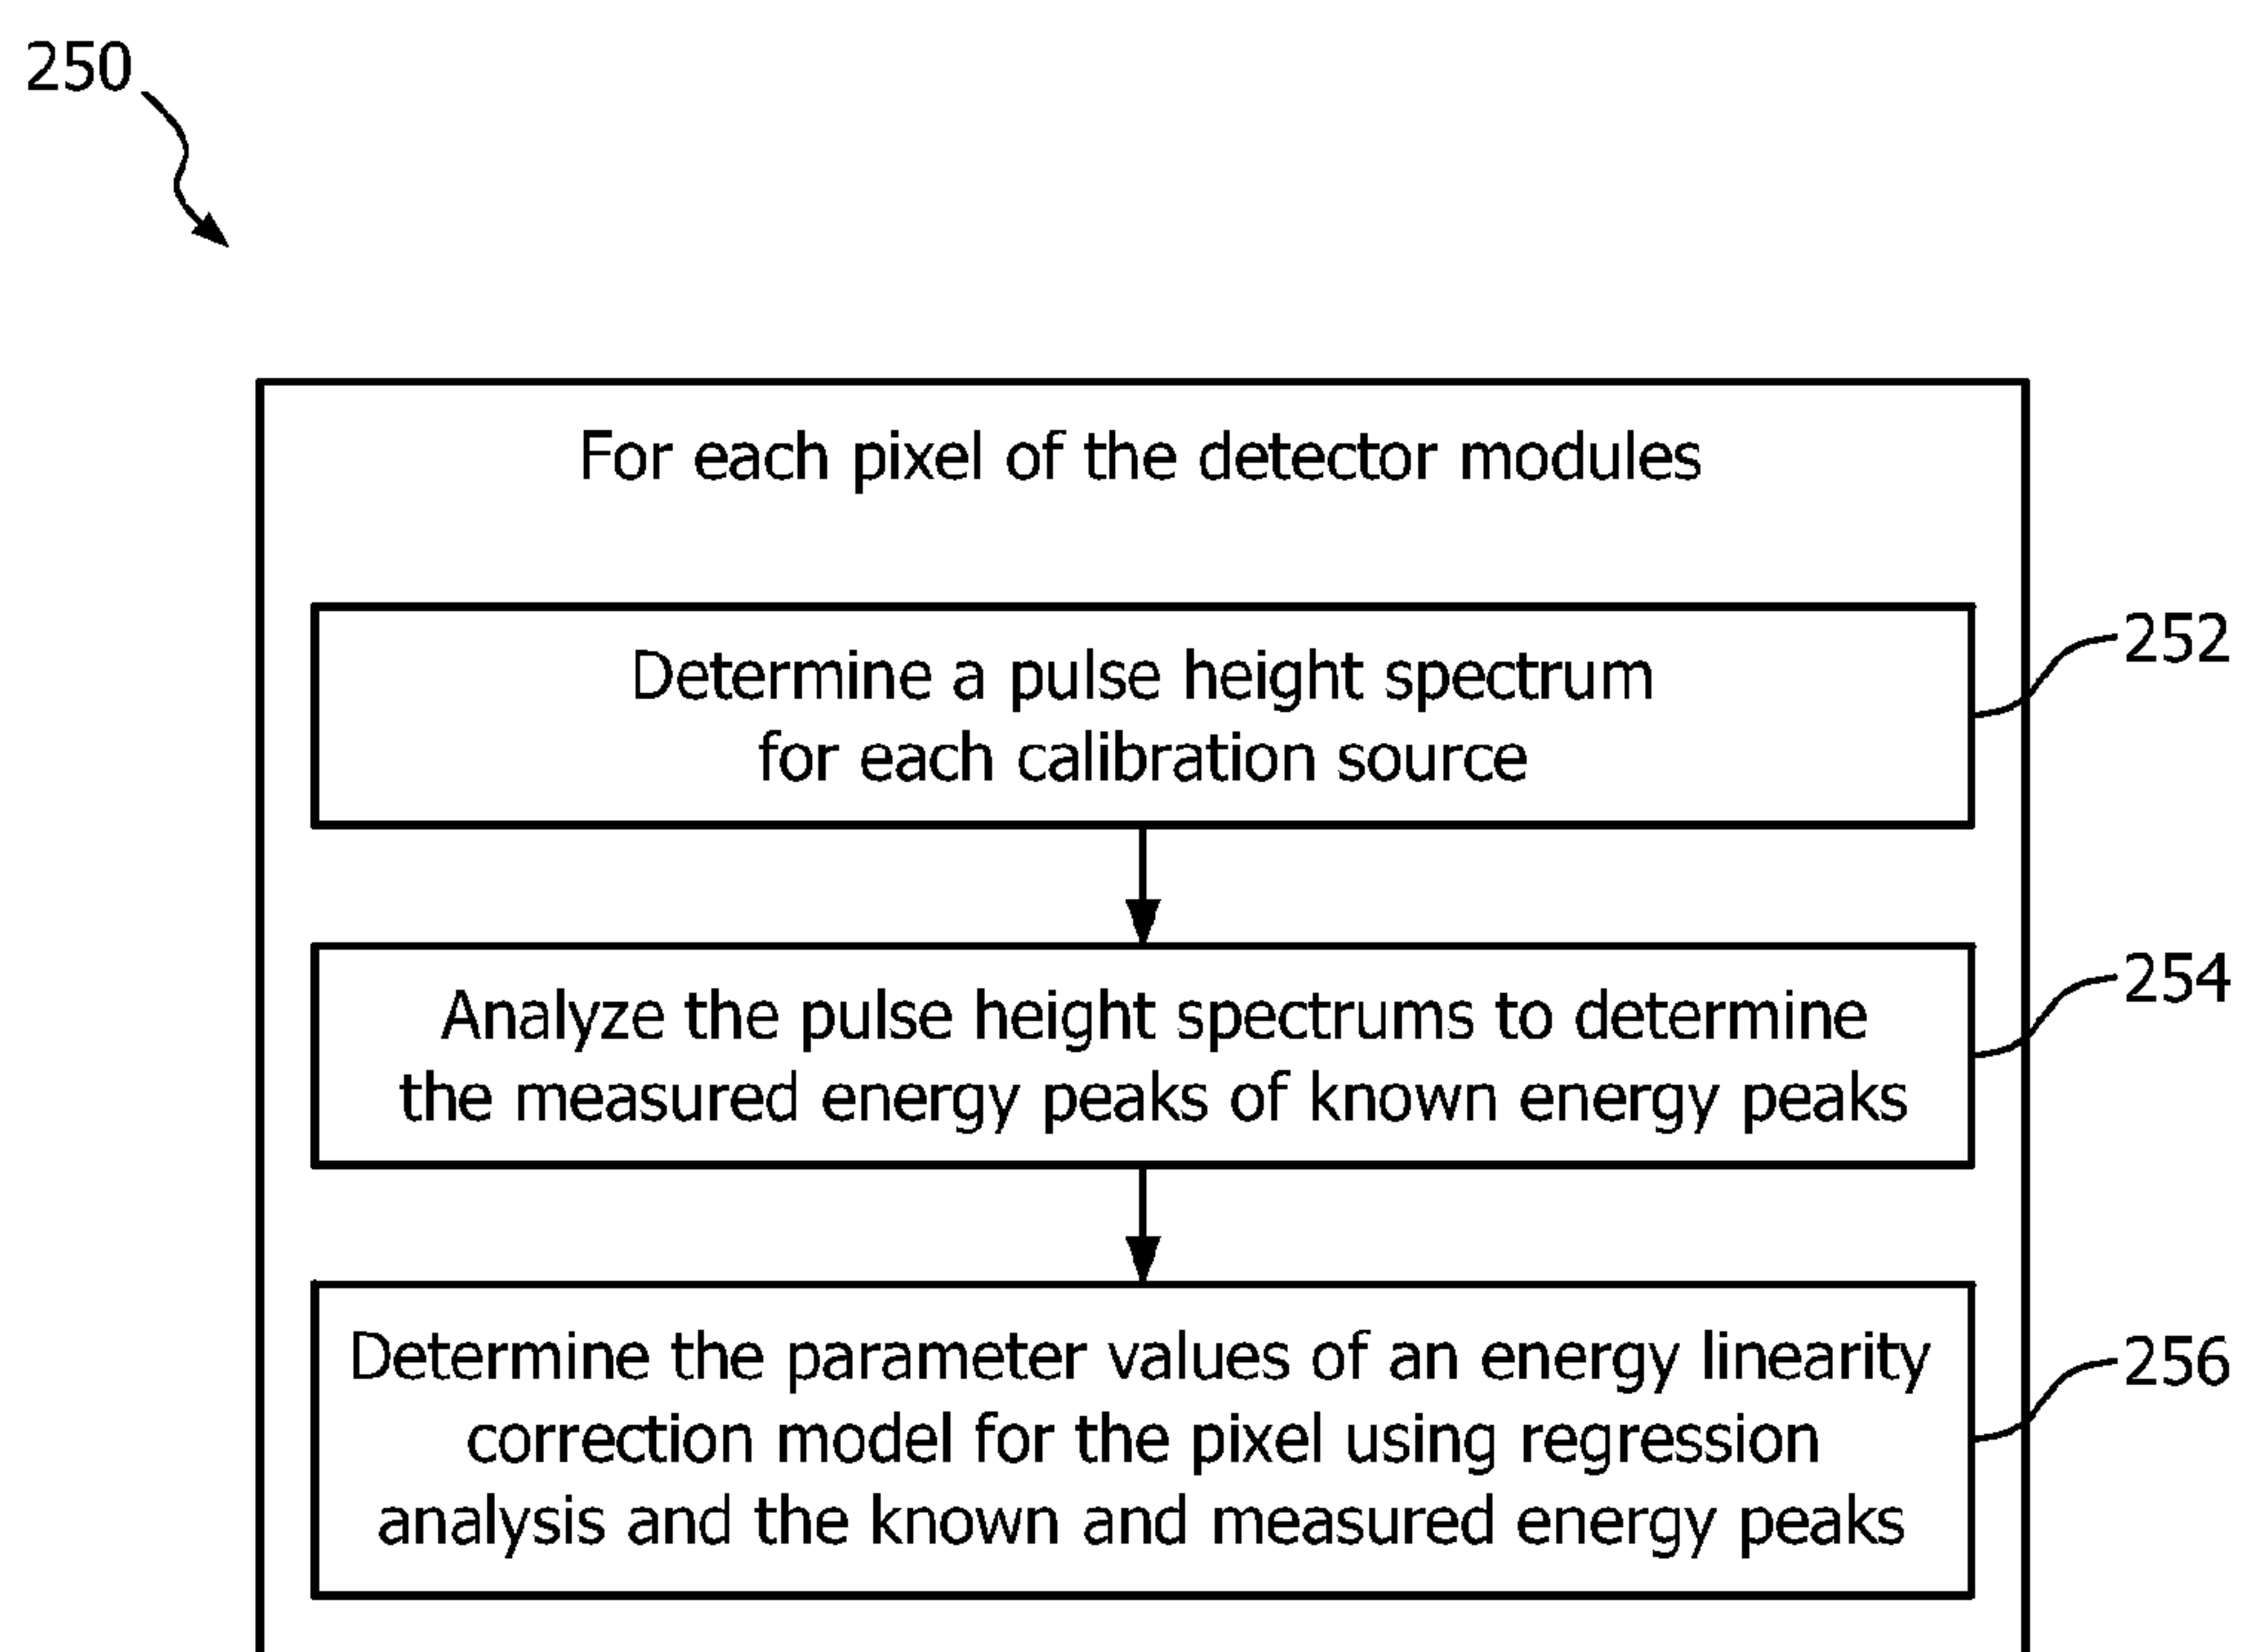 250
For each pixel of the detector modules
Determine a pulse height spectrum
for each calibration source
252
Analyze the pulse height spectrums to determine
the measured energy peaks of known energy peaks
254
Determine the parameter values of an energy linearity
correction model for the pixel using regression
analysis and the known and measured energy peaks
256